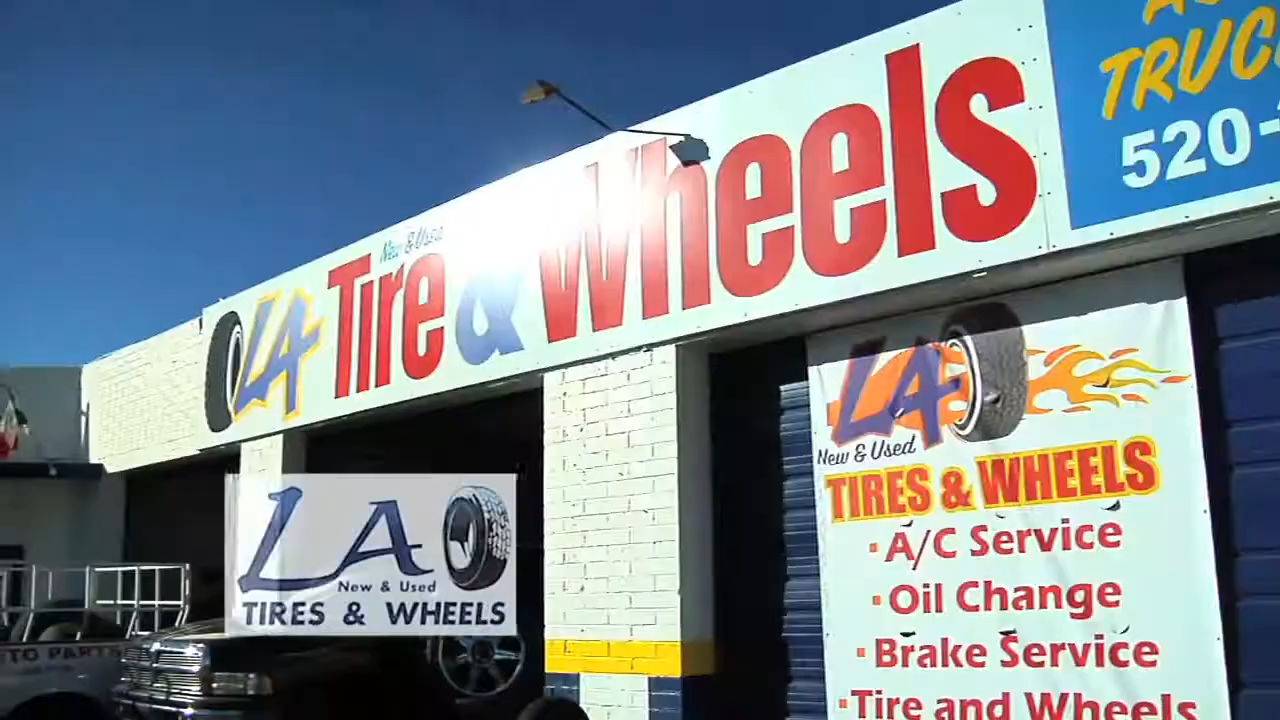 New & Used
LA Tire & Wheels
TRUC
520-
LA
New & Used
TIRES & WHEELS
A/C Service
Oil Change
Brake Service
Tire and Wheels
LA
New & Used
TIRES & WHEELS